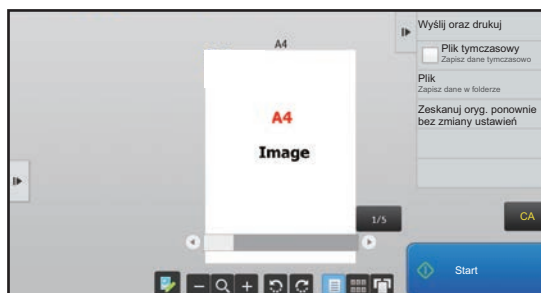 A4
A4
Image
1/5
Wyślij oraz drukuj
Plik tymczasowy
Zapisz dane tymczasowo
Plik
Zapisz dane w folderze
Zeskanuj oryg. ponownie
bez zmiany ustawień
CA
Start